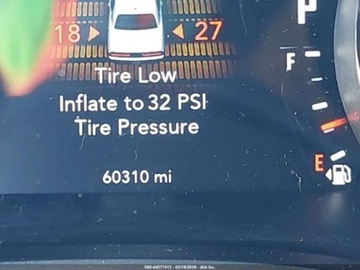 P
18 27
F
Tire Low
Inflate to 32 PSI
Tire Pressure
E
60310 mi